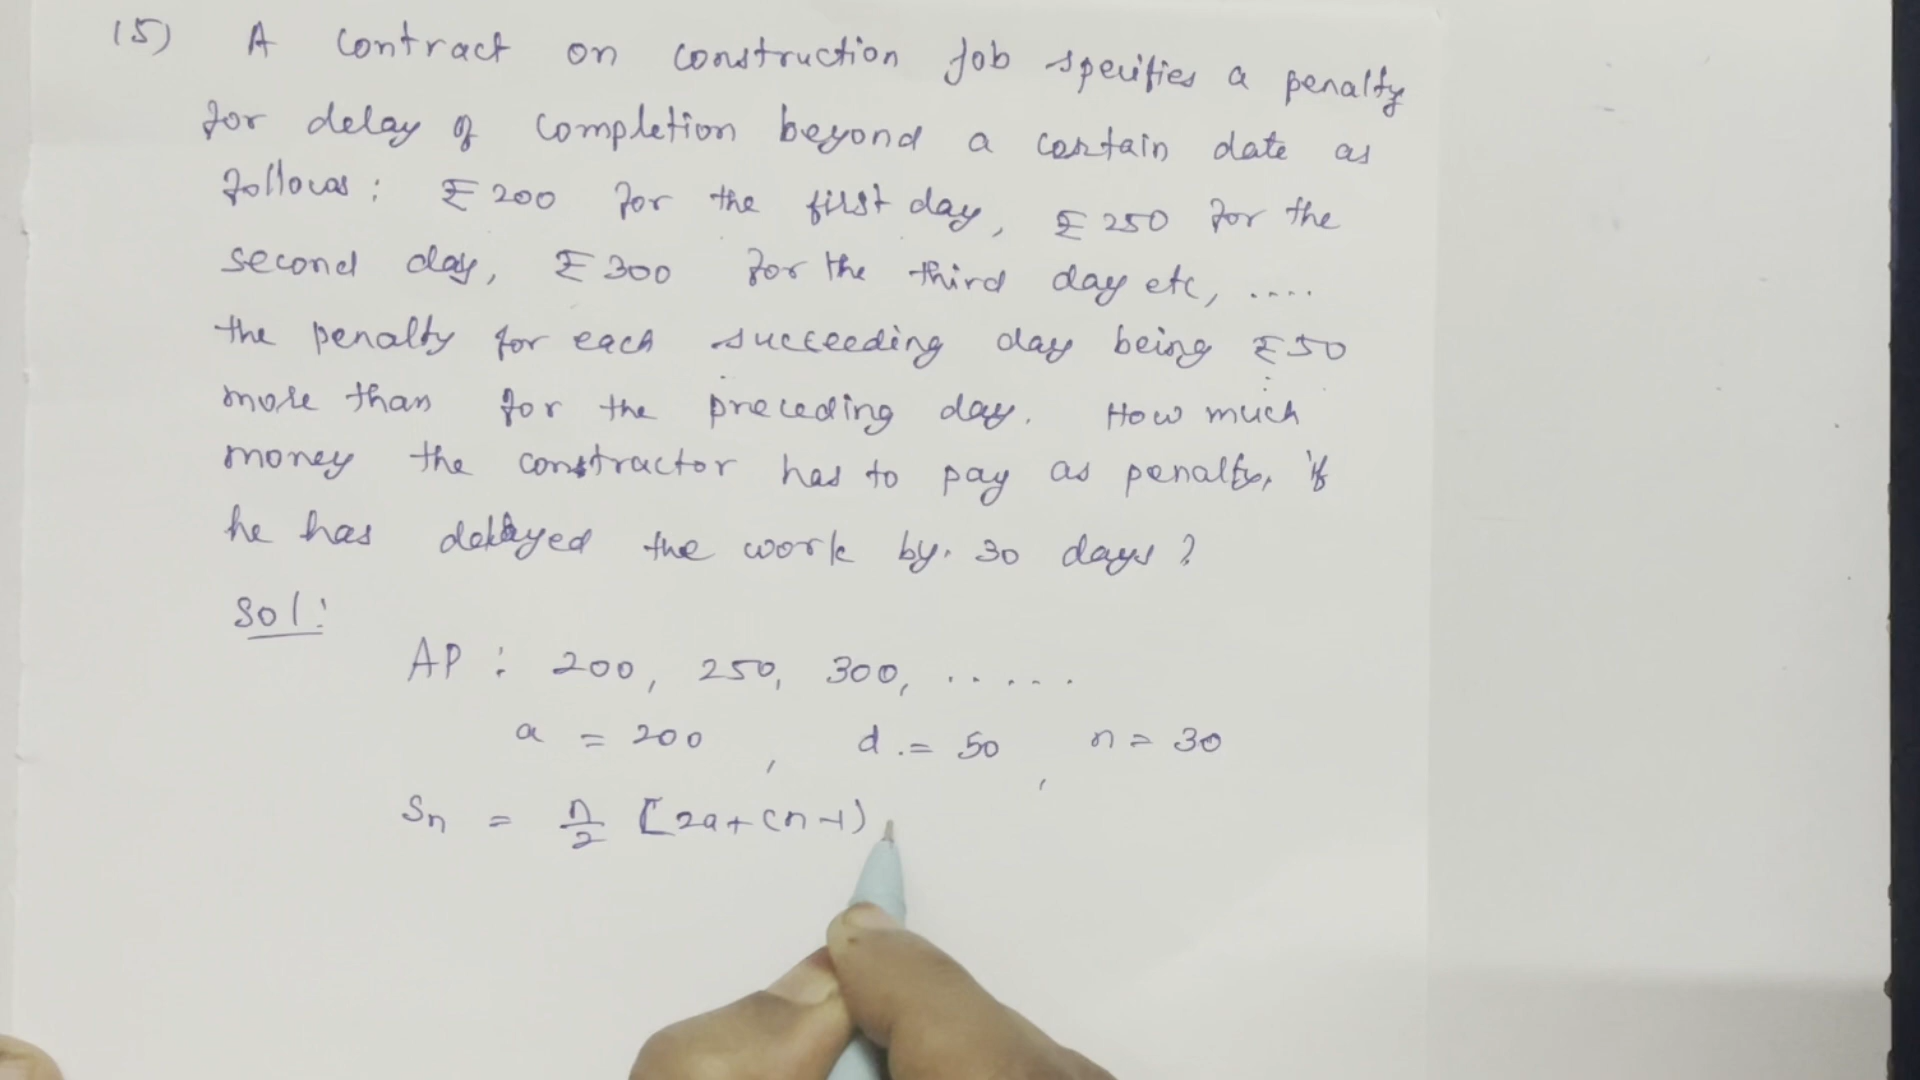 15) A contract on construction job specifies a penalty
for delay of completion beyond a certain date as
follows: ₹200 for the first day, ₹250 for the
second day, ₹300 for the third day etc, ....
the penalty for each succeeding day being ₹50
more than for the preceding day. How much
money the constractor has to pay as penalty, if
he has delayed the work by. 30 days?
Sol:
AP : 200, 250, 300, .....
a = 200, d = 50, n = 30
Sn = n/2 [2a+(n-1)